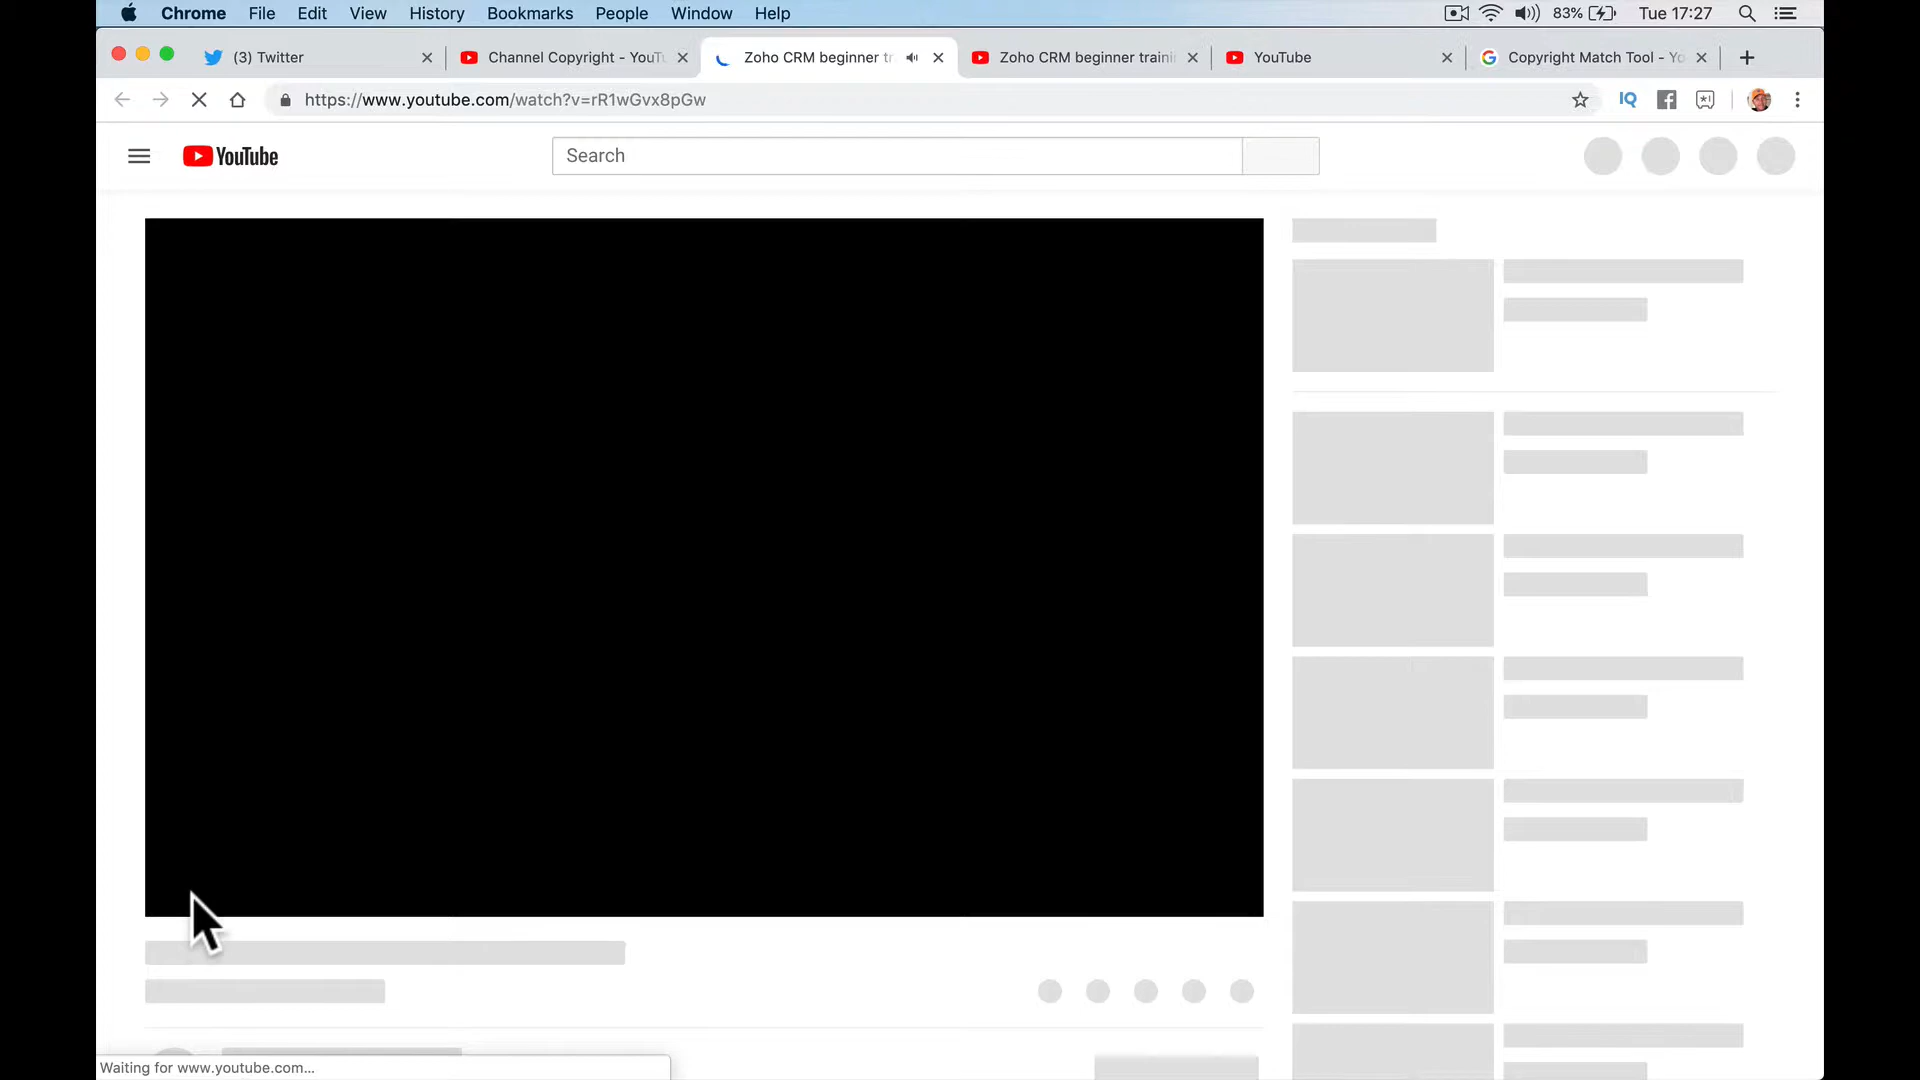 Chrome File Edit View History Bookmarks People Window Help 83% Tue 17:27
(3) Twitter Channel Copyright - YouTu Zoho CRM beginner tr Zoho CRM beginner traini YouTube Copyright Match Tool - Yo
https://www.youtube.com/watch?v=rR1wGvx8pGw IQ
YouTube Search
Waiting for www.youtube.com...